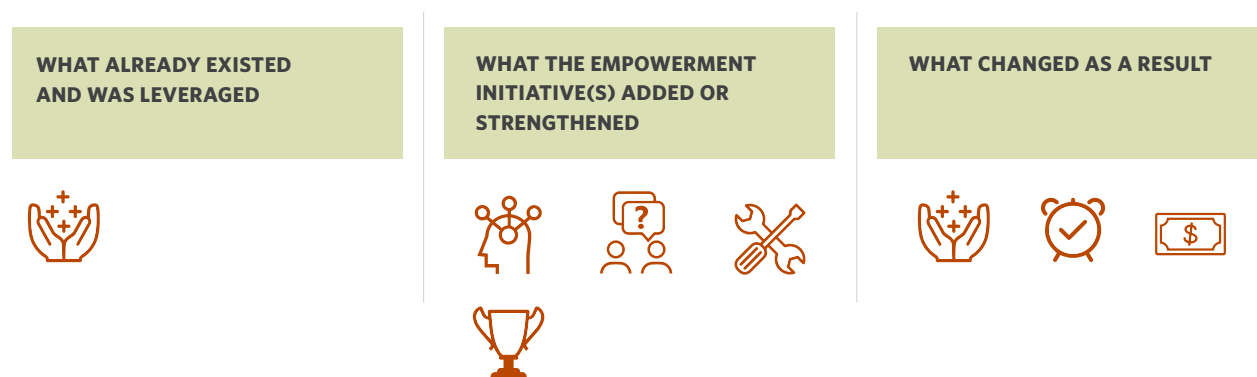 WHAT ALREADY EXISTED
AND WAS LEVERAGED
WHAT THE EMPOWERMENT
INITIATIVE(S) ADDED OR
STRENGTHENED
WHAT CHANGED AS A RESULT
?
$